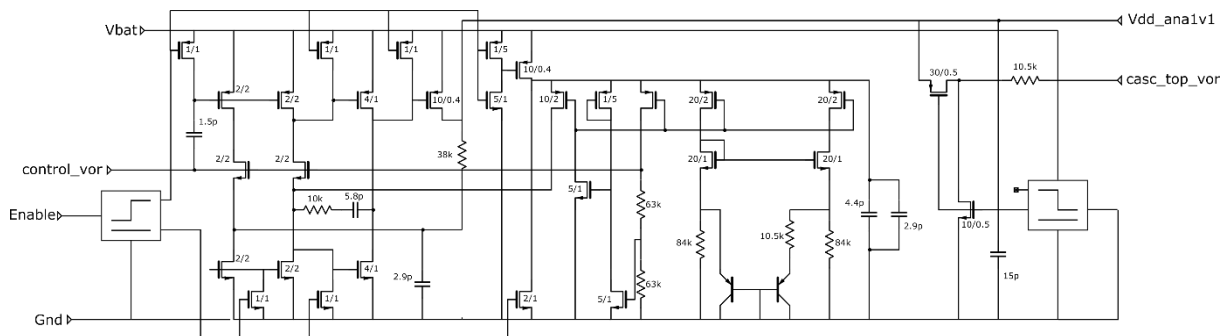 Vdd_ana1v1
Vbat
1/1
1/1
1/1
1/5
10/0.4
30/0.5
10.5k
casc_top_vor
2/2
2/2
4/1
10/0.4
5/1
10/2
1/5
20/2
20/2
1.5p
38k
control_vor
2/2
2/2
20/1
20/1
Enable
10k
5.8p
5/1
63k
4.4p
2.9p
10/0.5
84k
10.5k
84k
2/2
2/2
4/1
2.9p
63k
15p
1/1
1/1
2/1
5/1
Gnd